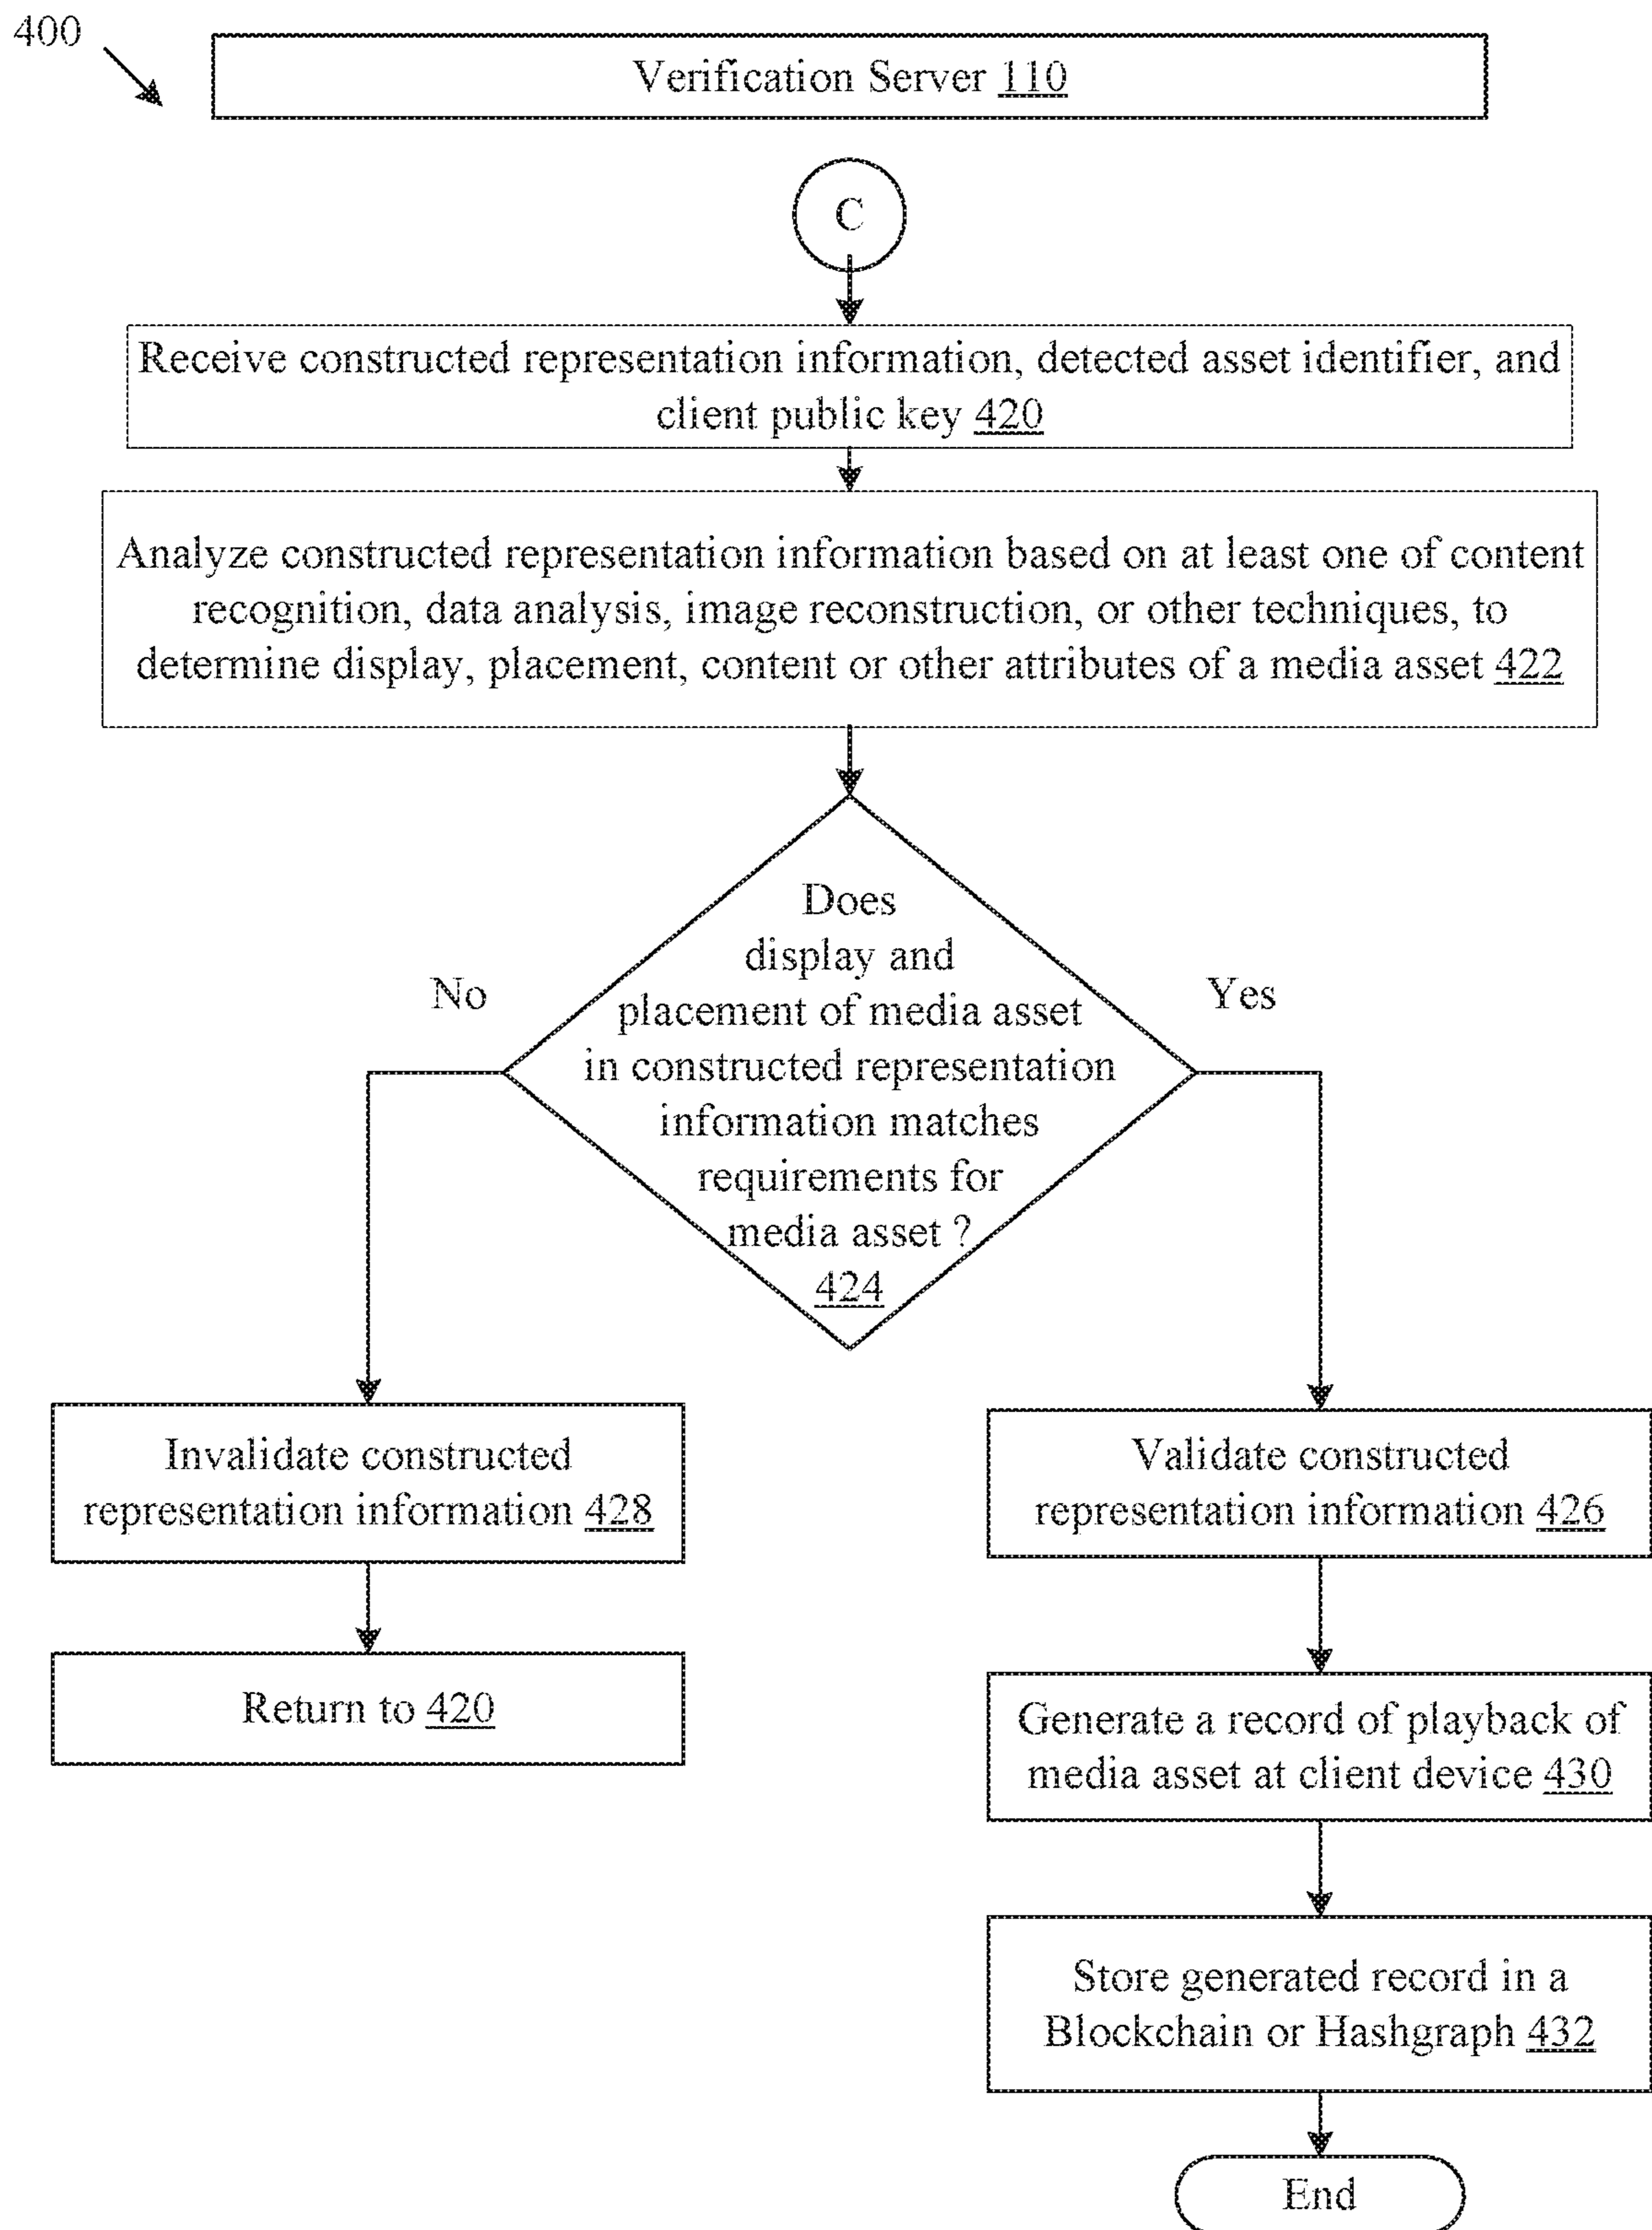 400
Verification Server 110
C
Receive constructed representation information, detected asset identifier, and
client public key 420
Analyze constructed representation information based on at least one of content
recognition, data analysis, image reconstruction, or other techniques, to
determine display, placement, content or other attributes of a media asset 422
Does
display and
placement of media asset
in constructed representation
information matches
requirements for
media asset ?
424
No
Yes
Invalidate constructed
representation information 428
Return to 420
Validate constructed
representation information 426
Generate a record of playback of
media asset at client device 430
Store generated record in a
Blockchain or Hashgraph 432
End